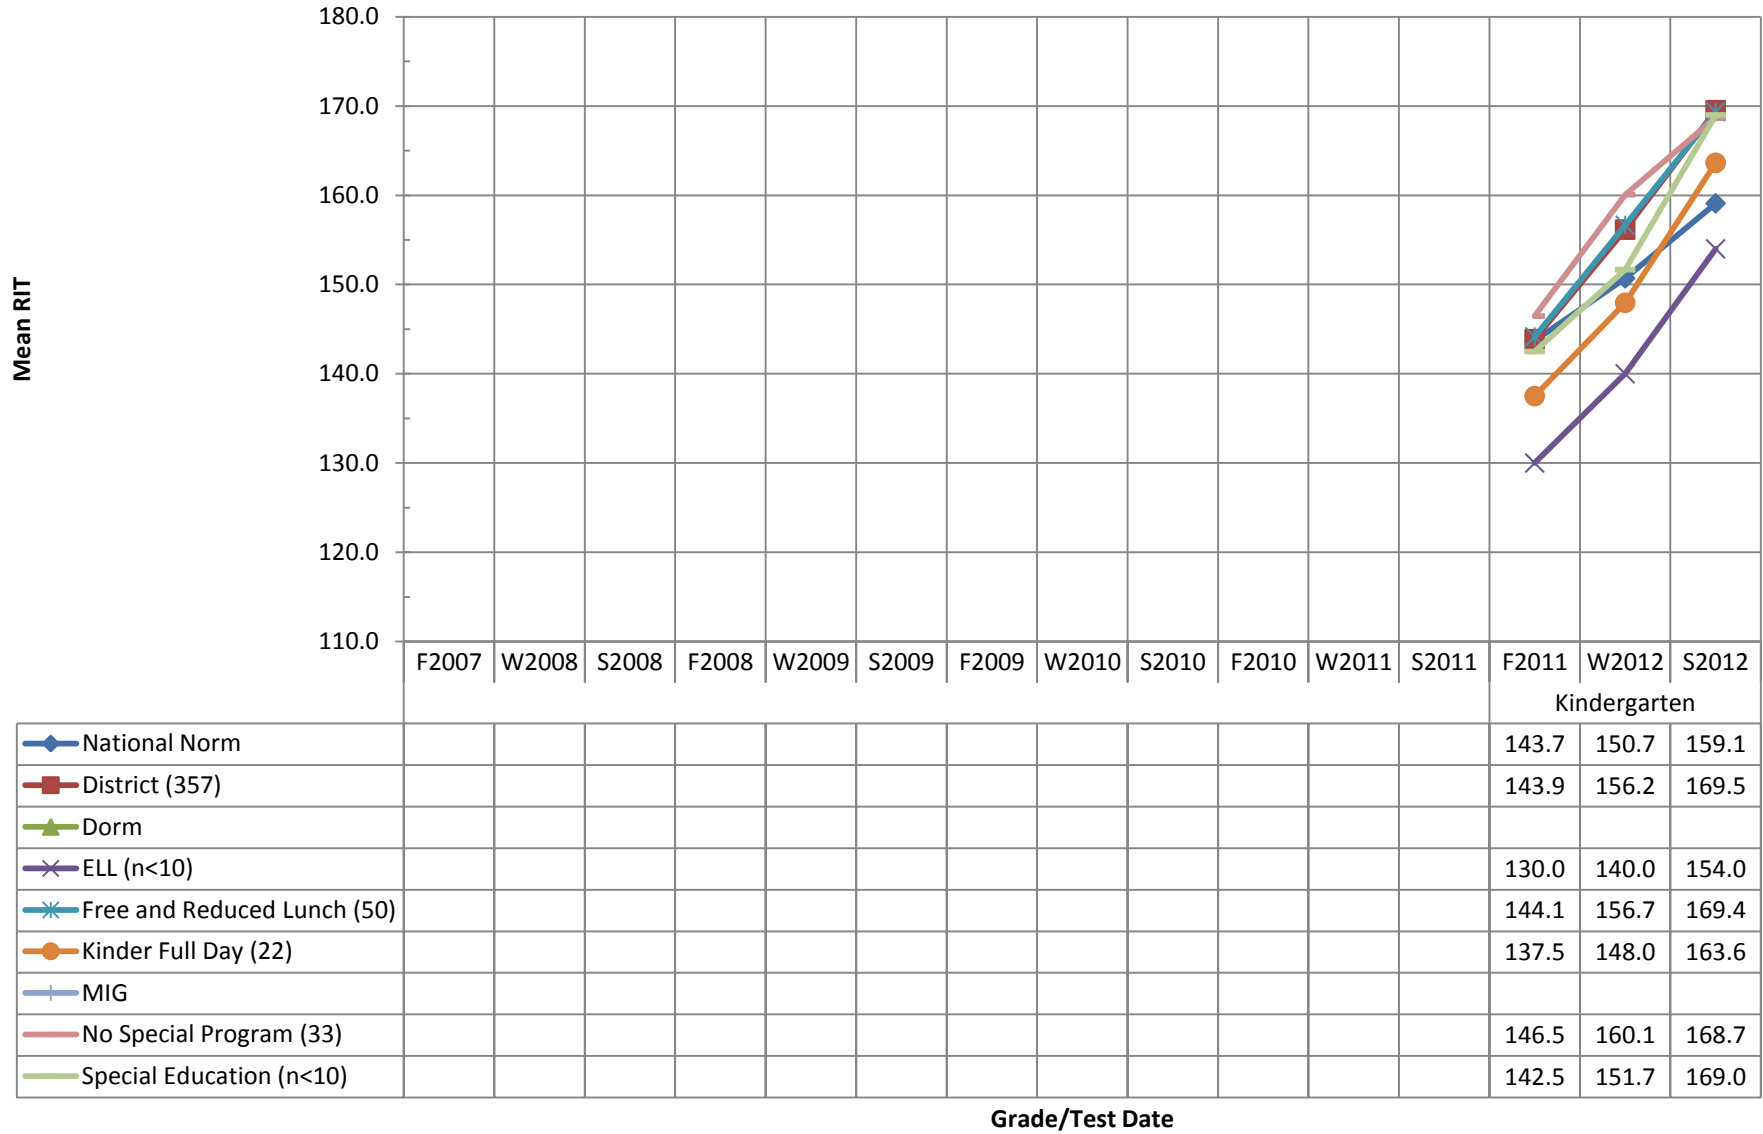 180.0
170.0
160.0
150.0
140.0
130.0
120.0
110.0
Mean RIT
F2007 W2008 S2008 F2008 W2009 S2009 F2009 W2010 S2010 F2010 W2011 S2011 F2011 W2012 S2012
Kindergarten
National Norm 143.7 150.7 159.1
District (357) 143.9 156.2 169.5
Dorm
ELL (n<10) 130.0 140.0 154.0
Free and Reduced Lunch (50) 144.1 156.7 169.4
Kinder Full Day (22) 137.5 148.0 163.6
MIG
No Special Program (33) 146.5 160.1 168.7
Special Education (n<10) 142.5 151.7 169.0
Grade/Test Date